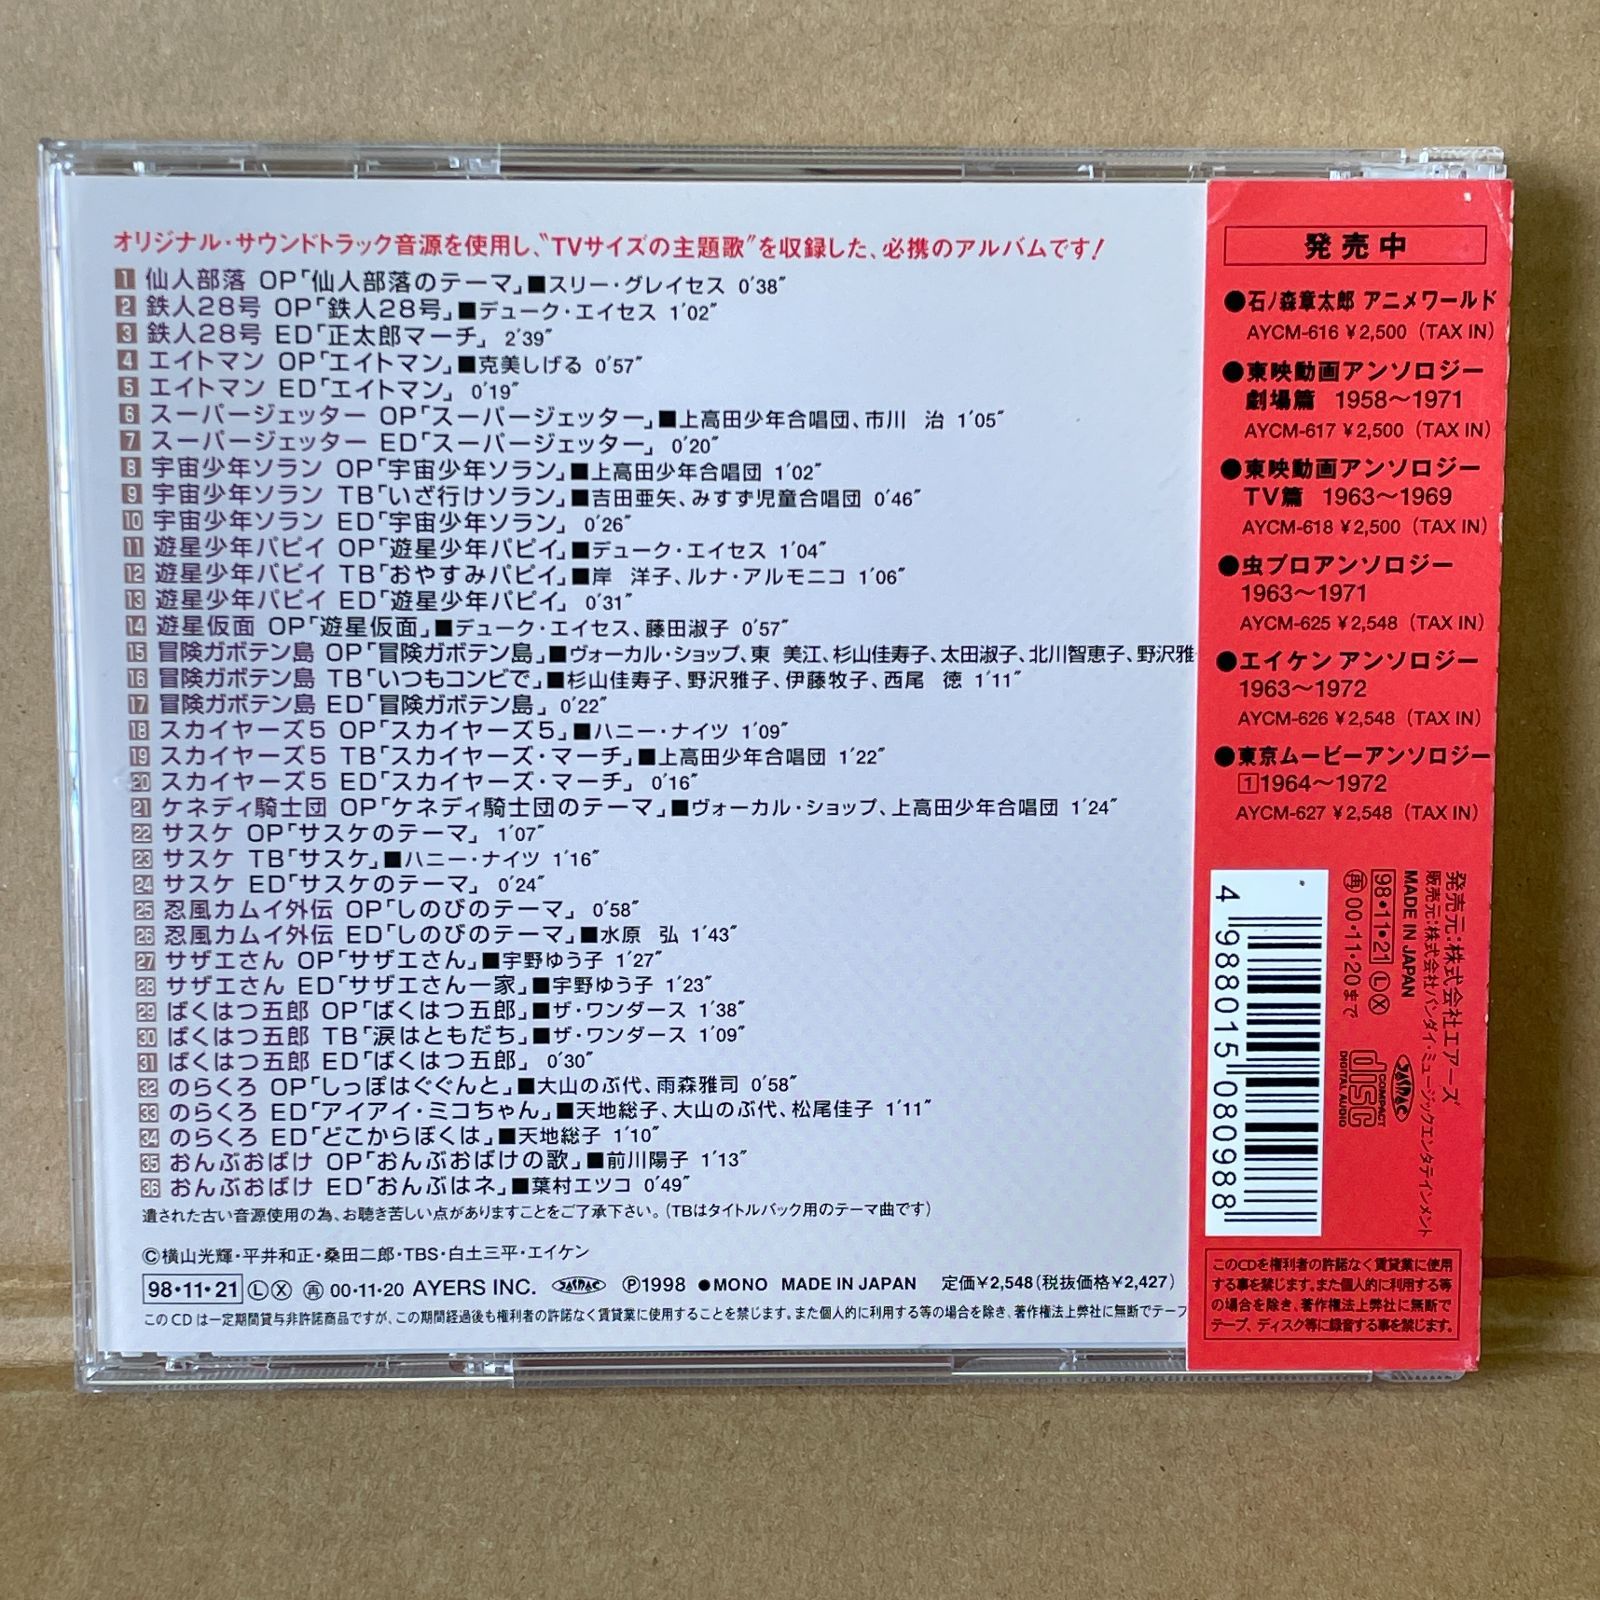 オリジナル・サウンドトラック音源を使用し、“TVサイズの主題歌”を収録した、必携のアルバムです!
1 仙人部落 OP「仙人部落のテーマ」■スリー・グレイセス 0'38"
2 鉄人28号 OP「鉄人28号」■デューク・エイセス 1'02"
3 鉄人28号 ED「正太郎マーチ」 2'39"
4 エイトマン OP「エイトマン」■克美しげる 0'57"
5 エイトマン ED「エイトマン」 0'19"
6 スーパージェッター OP「スーパージェッター」■上高田少年合唱団、市川 治 1'05"
7 スーパージェッター ED「スーパージェッター」 0'20"
8 宇宙少年ソラン OP「宇宙少年ソラン」■上高田少年合唱団 1'02"
9 宇宙少年ソラン TB「いざ行けソラン」■吉田亜矢、みすず児童合唱団 0'46"
10 宇宙少年ソラン ED「宇宙少年ソラン」 0'26"
11 遊星少年パピイ OP「遊星少年パピイ」■デューク・エイセス 1'04"
12 遊星少年パピイ TB「おやすみパピイ」■岸 洋子、ルナ・アルモニコ 1'06"
13 遊星少年パピイ ED「遊星少年パピイ」 0'31"
14 遊星仮面 OP「遊星仮面」■デューク・エイセス、藤田淑子 0'57"
15 冒険ガボテン島 OP「冒険ガボテン島」■ヴォーカル・ショップ、東 美江、杉山佳寿子、太田淑子、北川智恵子、野沢雅
16 冒険ガボテン島 TB「いつもコンビで」■杉山佳寿子、野沢雅子、伊藤牧子、西尾 徳 1'11"
17 冒険ガボテン島 ED「冒険ガボテン島」 0'22"
18 スカイヤーズ5 OP「スカイヤーズ5」■ハニー・ナイツ 1'09"
19 スカイヤーズ5 TB「スカイヤーズ・マーチ」■上高田少年合唱団 1'22"
20 スカイヤーズ5 ED「スカイヤーズ・マーチ」 0'16"
21 ケネディ騎士団 OP「ケネディ騎士団のテーマ」■ヴォーカル・ショップ、上高田少年合唱団 1'24"
22 サスケ OP「サスケのテーマ」 1'07"
23 サスケ TB「サスケ」■ハニー・ナイツ 1'16"
24 サスケ ED「サスケのテーマ」 0'24"
25 忍風カムイ外伝 OP「しのびのテーマ」 0'58"
26 忍風カムイ外伝 ED「しのびのテーマ」■水原 弘 1'43"
27 サザエさん OP「サザエさん」■宇野ゆう子 1'27"
28 サザエさん ED「サザエさん一家」■宇野ゆう子 1'23"
29 ばくはつ五郎 OP「ばくはつ五郎」■ザ・ワンダース 1'38"
30 ばくはつ五郎 TB「涙はともだち」■ザ・ワンダース 1'09"
31 ばくはつ五郎 ED「ばくはつ五郎」 0'30"
32 のらくろ OP「しっぽはぐぐんと」■大山のぶ代、雨森雅司 0'58"
33 のらくろ ED「アイアイ・ミコちゃん」■天地総子、大山のぶ代、松尾佳子 1'11"
34 のらくろ ED「どこからぼくは」■天地総子 1'10"
35 おんぶおばけ OP「おんぶおばけの歌」■前川陽子 1'13"
36 おんぶおばけ ED「おんぶはネ」■葉村エツコ 0'49"
遺された古い音源使用の為、お聴き苦しい点がありますことをご了承下さい。(TBはタイトルバック用のテーマ曲です)
©横山光輝・平井和正・桑田二郎・TBS・白土三平・エイケン
98・11・21 Ⓛ Ⓧ ㊞ 00・11・20 AYERS INC. JASRAC Ⓟ1998 ●MONO MADE IN JAPAN 定価¥2,548(税抜価格¥2,427)
このCDは一定期間貸与非許諾商品ですが、この期間経過後も権利者の許諾なく賃貸業に使用することを禁じます。また個人的に利用する等の場合を除き、著作権法上弊社に無断でテープ
発売中
●石ノ森章太郎 アニメワールド
AYCM-616 ¥2,500 (TAX IN)
●東映動画アンソロジー
劇場篇 1958〜1971
AYCM-617 ¥2,500 (TAX IN)
●東映動画アンソロジー
TV篇 1963〜1969
AYCM-618 ¥2,500 (TAX IN)
●虫プロアンソロジー
1963〜1971
AYCM-625 ¥2,548 (TAX IN)
●エイケン アンソロジー
1963〜1972
AYCM-626 ¥2,548 (TAX IN)
●東京ムービーアンソロジー
1 1964〜1972
AYCM-627 ¥2,548 (TAX IN)
発売元:株式会社エアーズ
販売元:株式会社バンダイ・ミュージックエンタテインメント
MADE IN JAPAN
98・11・21 Ⓛ Ⓧ
再 00・11・20まで
JASRAC
COMPACT disc DIGITAL AUDIO
4 988015 080988
このCDを権利者の許諾なく賃貸業に使用
する事を禁じます。また個人的に利用する等
の場合を除き、著作権法上弊社に無断で
テープ、ディスク等に録音する事を禁じます。